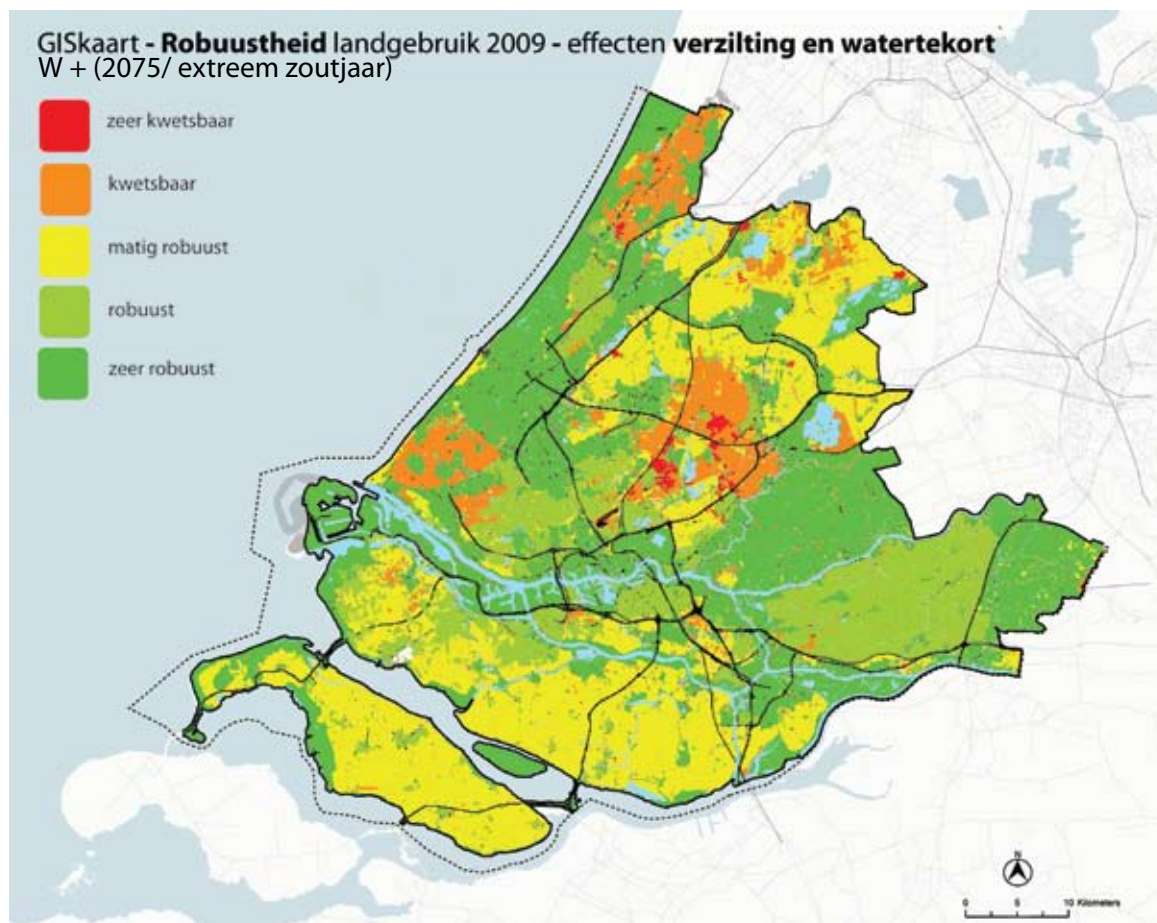 GISkaart - Robuustheid landgebruik 2009 - effecten verzilting en watertekort
W + (2075/ extreem zoutjaar)
zeer kwetsbaar
kwetsbaar
matig robuust
robuust
zeer robuust
N
0 5 10 Kilometers